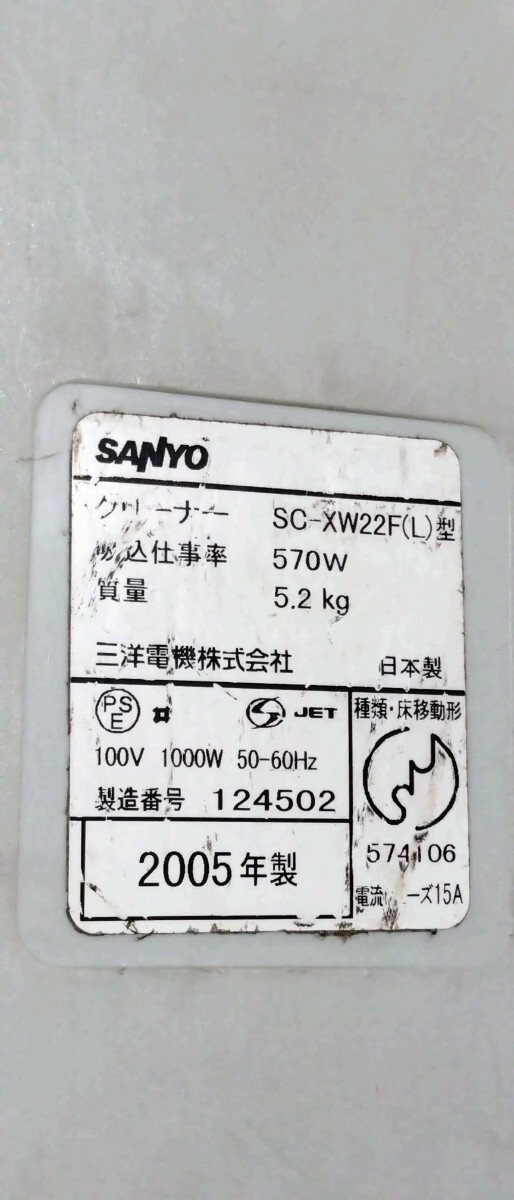 SANYO
クリーナー SC-XW22F(L)型
吸込仕事率 570W
質量 5.2 kg
三洋電機株式会社 日本製
PS
E JET
100V 1000W 50-60Hz
製造番号 124502
2005年製
種類・床移動形
574106
電流 ーズ15A